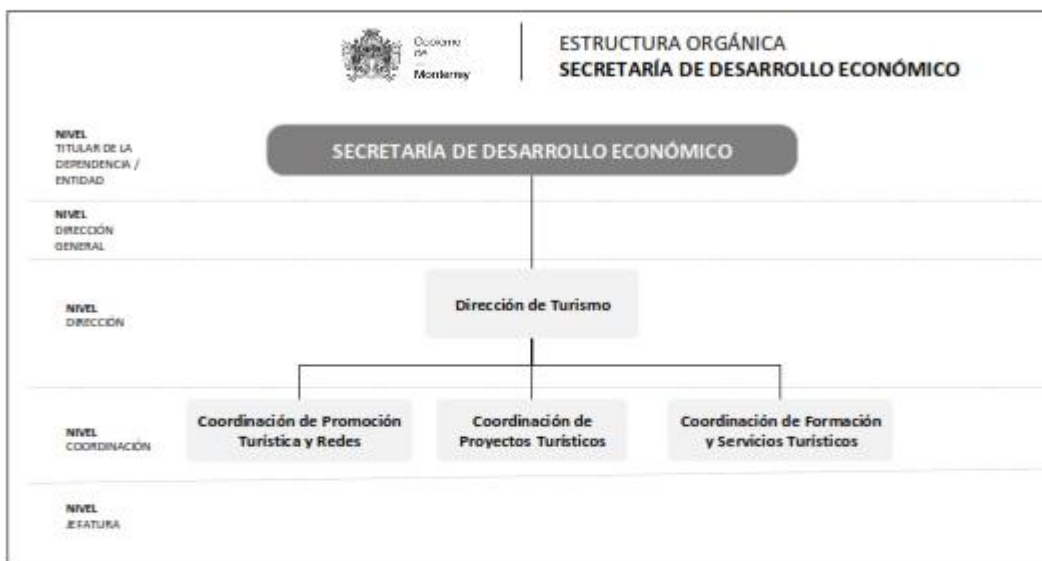 Gobierno
de
Monterrey
ESTRUCTURA ORGÁNICA
SECRETARÍA DE DESARROLLO ECONÓMICO
NIVEL
TITULAR DE LA
DEPENDENCIA /
ENTIDAD
SECRETARÍA DE DESARROLLO ECONÓMICO
NIVEL
DIRECCIÓN
GENERAL
NIVEL
DIRECCIÓN
Dirección de Turismo
NIVEL
COORDINACIÓN
Coordinación de Promoción
Turística y Redes
Coordinación de
Proyectos Turísticos
Coordinación de Formación
y Servicios Turísticos
NIVEL
JEFATURA